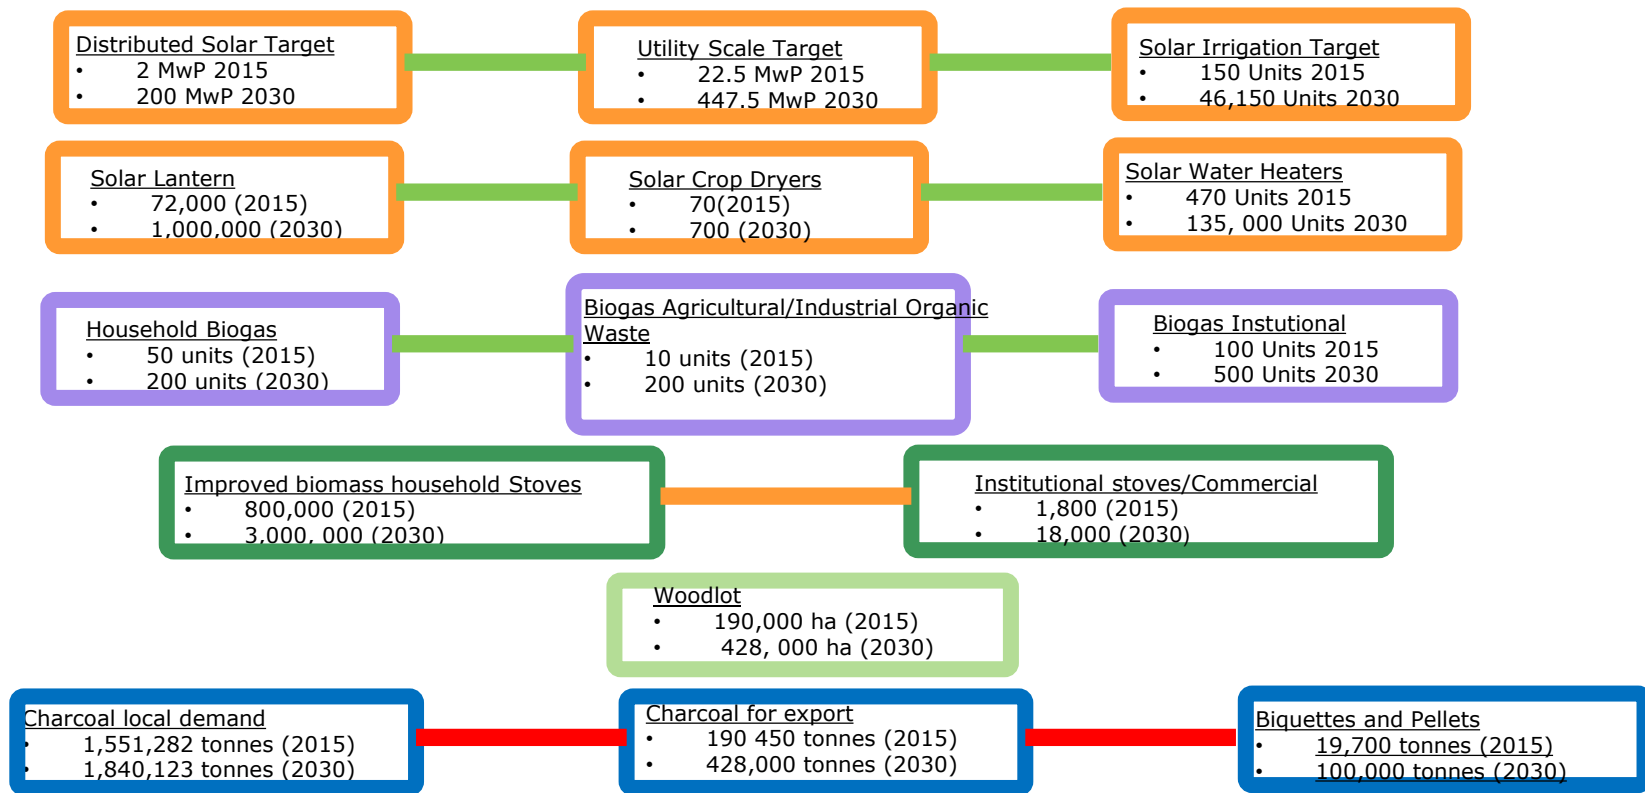 Distributed Solar Target
• 2 MwP 2015
• 200 MwP 2030
Utility Scale Target
• 22.5 MwP 2015
• 447.5 MwP 2030
Solar Irrigation Target
• 150 Units 2015
• 46,150 Units 2030
Solar Lantern
• 72,000 (2015)
• 1,000,000 (2030)
Solar Crop Dryers
• 70(2015)
• 700 (2030)
Solar Water Heaters
• 470 Units 2015
• 135, 000 Units 2030
Household Biogas
• 50 units (2015)
• 200 units (2030)
Biogas Agricultural/Industrial Organic
Waste
• 10 units (2015)
• 200 units (2030)
Biogas Instutional
• 100 Units 2015
• 500 Units 2030
Improved biomass household Stoves
• 800,000 (2015)
• 3,000, 000 (2030)
Institutional stoves/Commercial
• 1,800 (2015)
• 18,000 (2030)
Woodlot
• 190,000 ha (2015)
• 428, 000 ha (2030)
Charcoal local demand
• 1,551,282 tonnes (2015)
• 1,840,123 tonnes (2030)
Charcoal for export
• 190 450 tonnes (2015)
• 428,000 tonnes (2030)
Biquettes and Pellets
• 19,700 tonnes (2015)
• 100,000 tonnes (2030)